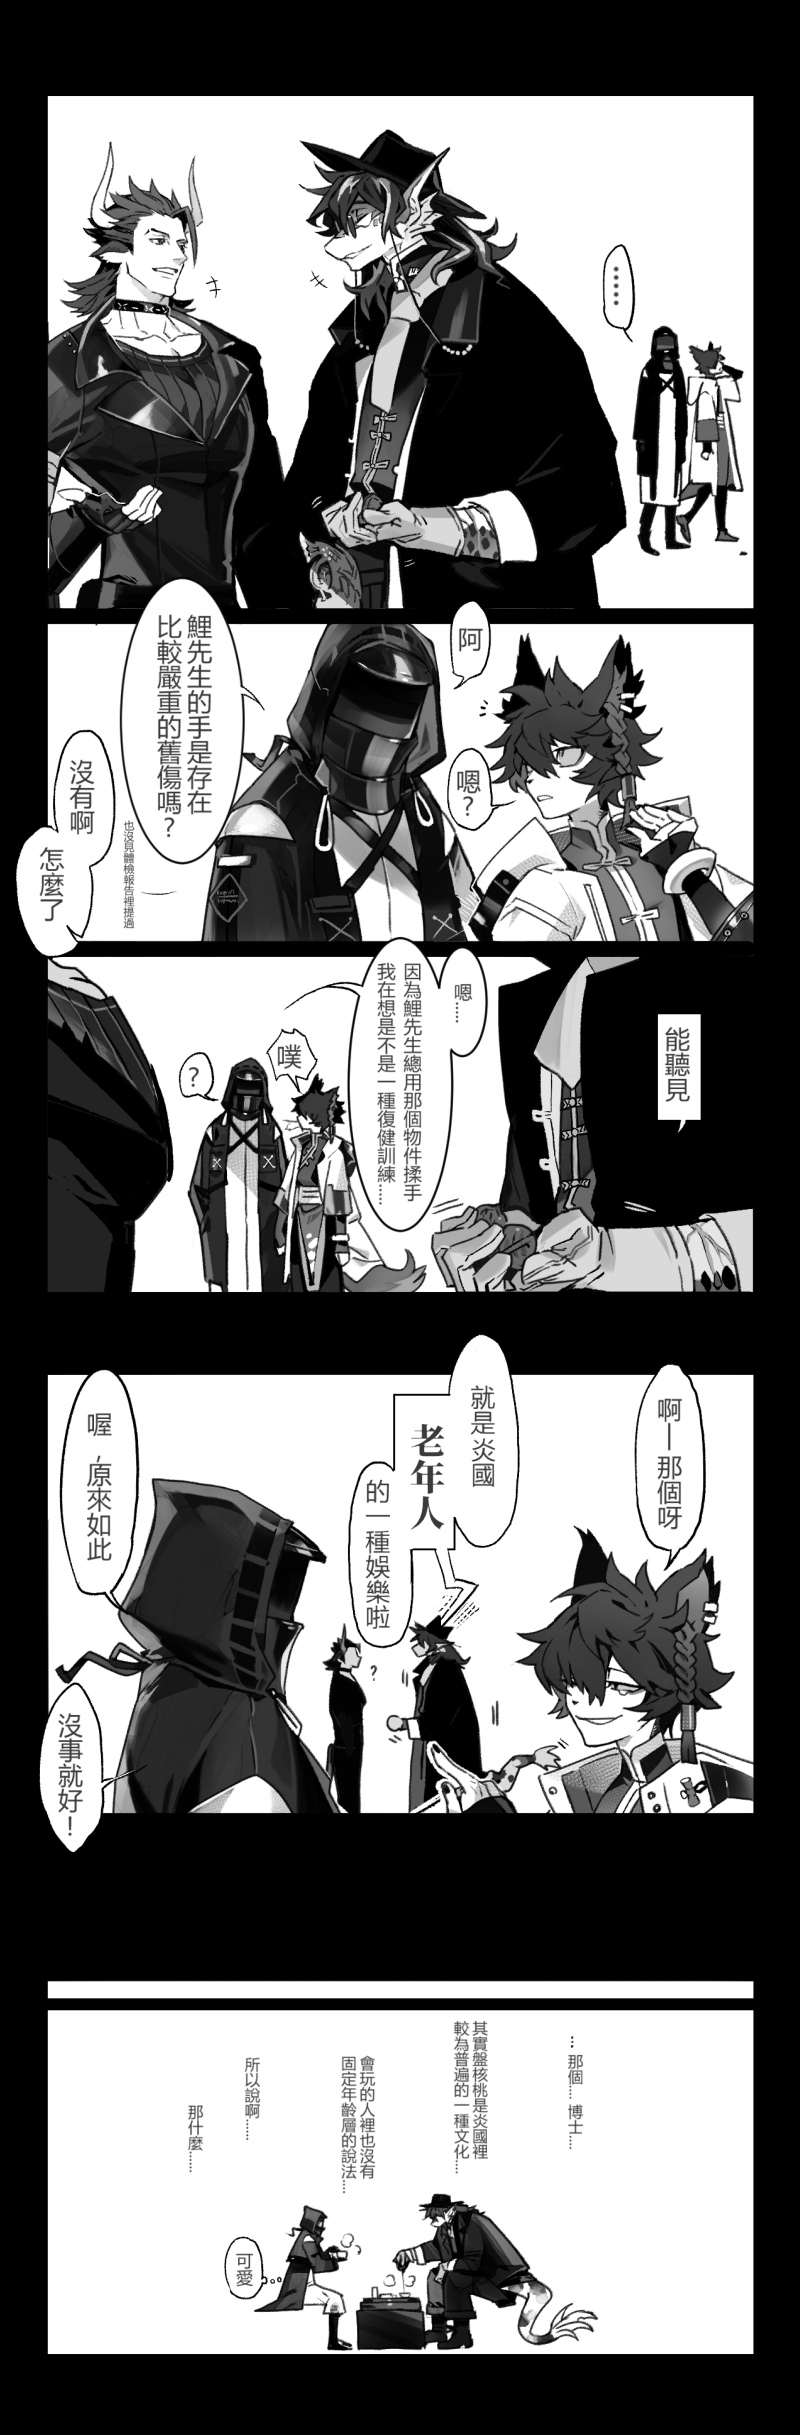 ……
阿
嗯？
鯉先生的手是存在
比較嚴重的舊傷嗎？
也沒見體檢報告裡提過
沒有啊
怎麼了
能聽見
嗯……
因為鯉先生總用那個物件揉手
我在想是不是一種復健訓練……
噗
？
啊—那個呀
就是炎國
老年人
的一種娛樂啦
?
喔，原來如此
沒事就好！
…那個…博士…
其實盤核桃是炎國裡
較為普遍的一種文化…
會玩的人裡也沒有
固定年齡層的說法…
所以說啊……
那什麼……
可愛